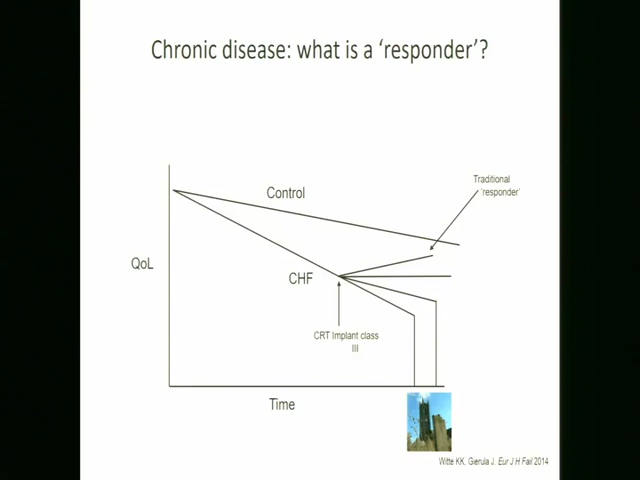 Chronic disease: what is a ‘responder’?
Traditional
‘responder’
Control
QoL
CHF
CRT Implant class
III
Time
Witte KK, Gierula J. Eur J H Fail 2014